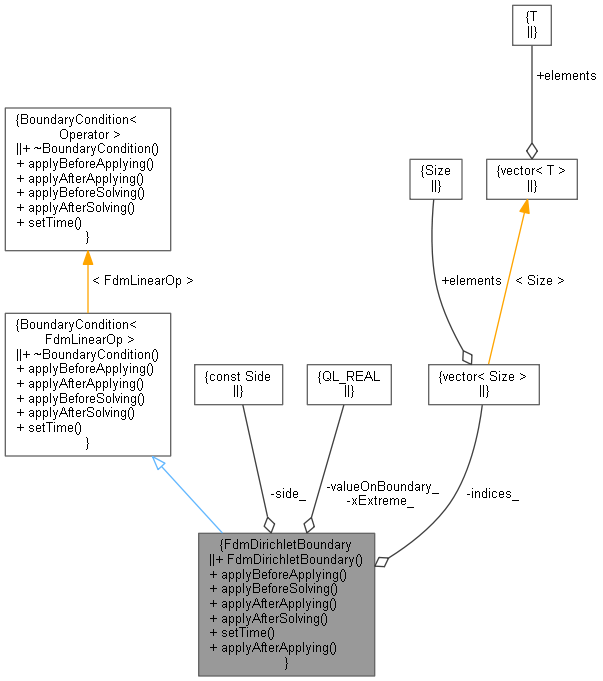 {T
||}
+elements
{BoundaryCondition<
Operator >
||+ ~BoundaryCondition()
+ applyBeforeApplying()
+ applyAfterApplying()
+ applyBeforeSolving()
+ applyAfterSolving()
+ setTime()
}
{Size
||}
{vector< T >
||}
< FdmLinearOp >
+elements
< Size >
{BoundaryCondition<
FdmLinearOp >
||+ ~BoundaryCondition()
+ applyBeforeApplying()
+ applyAfterApplying()
+ applyBeforeSolving()
+ applyAfterSolving()
+ setTime()
}
{const Side
||}
{QL_REAL
||}
{vector< Size >
||}
-side_
-valueOnBoundary_
-xExtreme_
-indices_
{FdmDirichletBoundary
||+ FdmDirichletBoundary()
+ applyBeforeApplying()
+ applyBeforeSolving()
+ applyAfterApplying()
+ applyAfterSolving()
+ setTime()
+ applyAfterApplying()
}